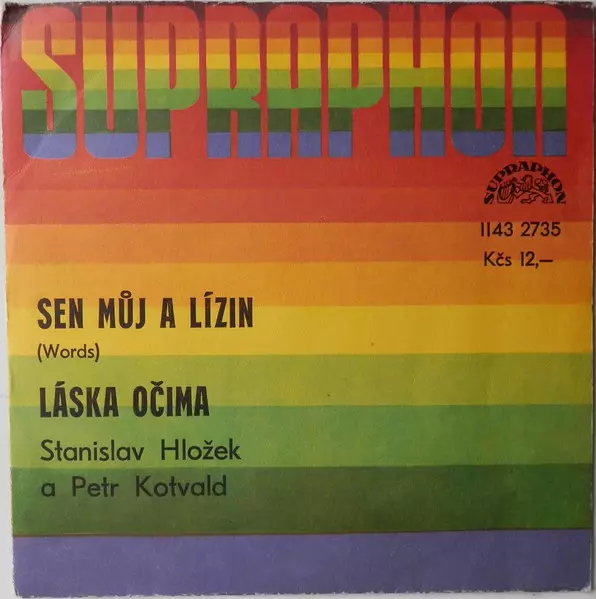 SUPRAPHON
SUPRAPHON
1143 2735
Kčs 12,—
SEN MŮJ A LÍZIN
(Words)
LÁSKA OČIMA
Stanislav Hložek
a Petr Kotvald